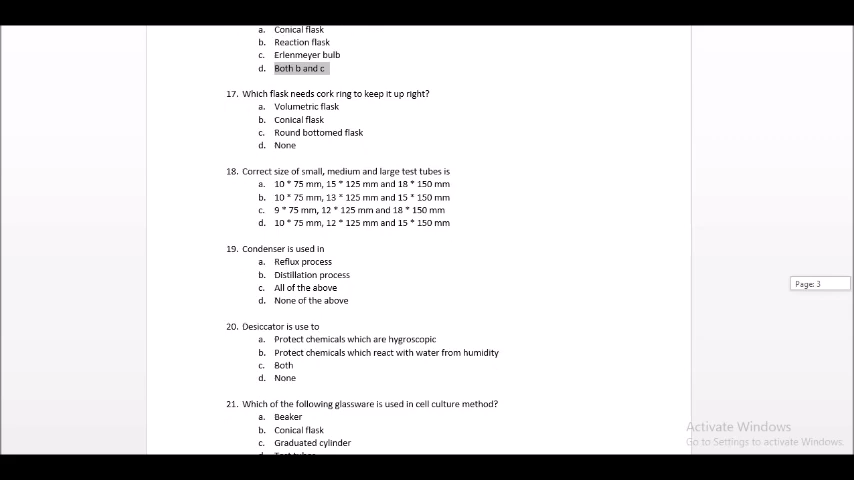 a. Conical flask
b. Reaction flask
c. Erlenmeyer bulb
d. Both b and c
17. Which flask needs cork ring to keep it up right?
a. Volumetric flask
b. Conical flask
c. Round bottomed flask
d. None
18. Correct size of small, medium and large test tubes is
a. 10 * 75 mm, 15 * 125 mm and 18 * 150 mm
b. 10 * 75 mm, 13 * 125 mm and 15 * 150 mm
c. 9 * 75 mm, 12 * 125 mm and 18 * 150 mm
d. 10 * 75 mm, 12 * 125 mm and 15 * 150 mm
19. Condenser is used in
a. Reflux process
b. Distillation process
c. All of the above
d. None of the above
Page: 3
20. Desiccator is use to
a. Protect chemicals which are hygroscopic
b. Protect chemicals which react with water from humidity
c. Both
d. None
21. Which of the following glassware is used in cell culture method?
a. Beaker
b. Conical flask
c. Graduated cylinder
d. Test tubes
Activate Windows
Go to Settings to activate Windows.